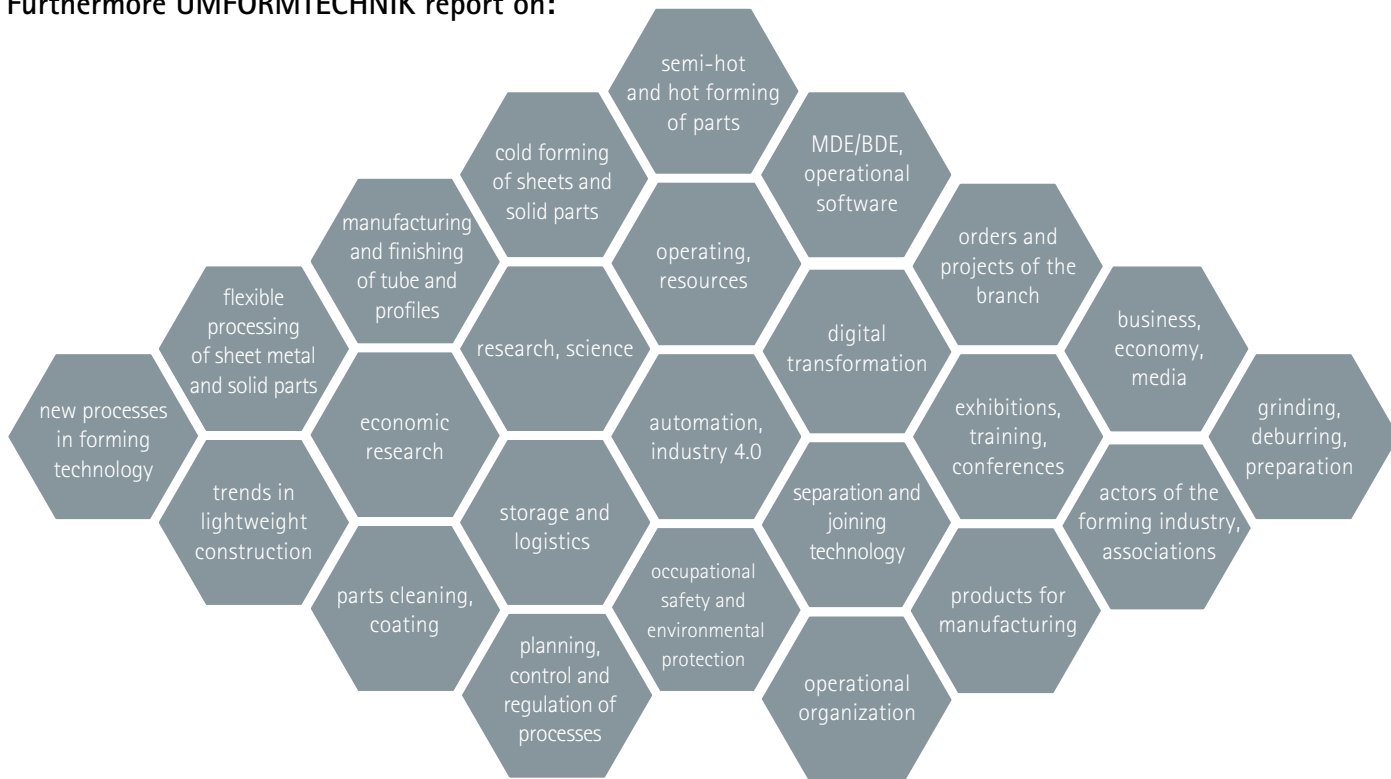 Furthermore UMFORMTECHNIK report on:
semi-hot
and hot forming
of parts
cold forming
of sheets and
solid parts
MDE/BDE,
operational
software
manufacturing
and finishing
of tube and
profiles
operating,
resources
orders and
projects of the
branch
flexible
processing
of sheet metal
and solid parts
research, science
digital
transformation
business,
economy,
media
new processes
in forming
technology
economic
research
automation,
industry 4.0
exhibitions,
training,
conferences
grinding,
deburring,
preparation
trends in
lightweight
construction
storage and
logistics
separation and
joining
technology
actors of the
forming industry,
associations
parts cleaning,
coating
occupational
safety and
environmental
protection
products for
manufacturing
planning,
control and
regulation of
processes
operational
organization